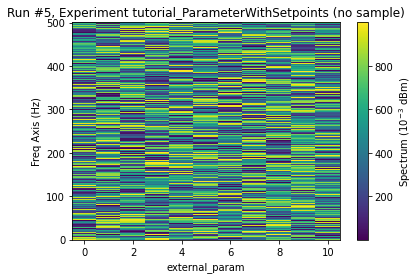 Run #5, Experiment tutorial_ParameterWithSetpoints (no sample)
500
400
300
200
100
0
Freq Axis (Hz)
0 2 4 6 8 10
external_param
800
600
400
200
Spectrum (10⁻³ dBm)